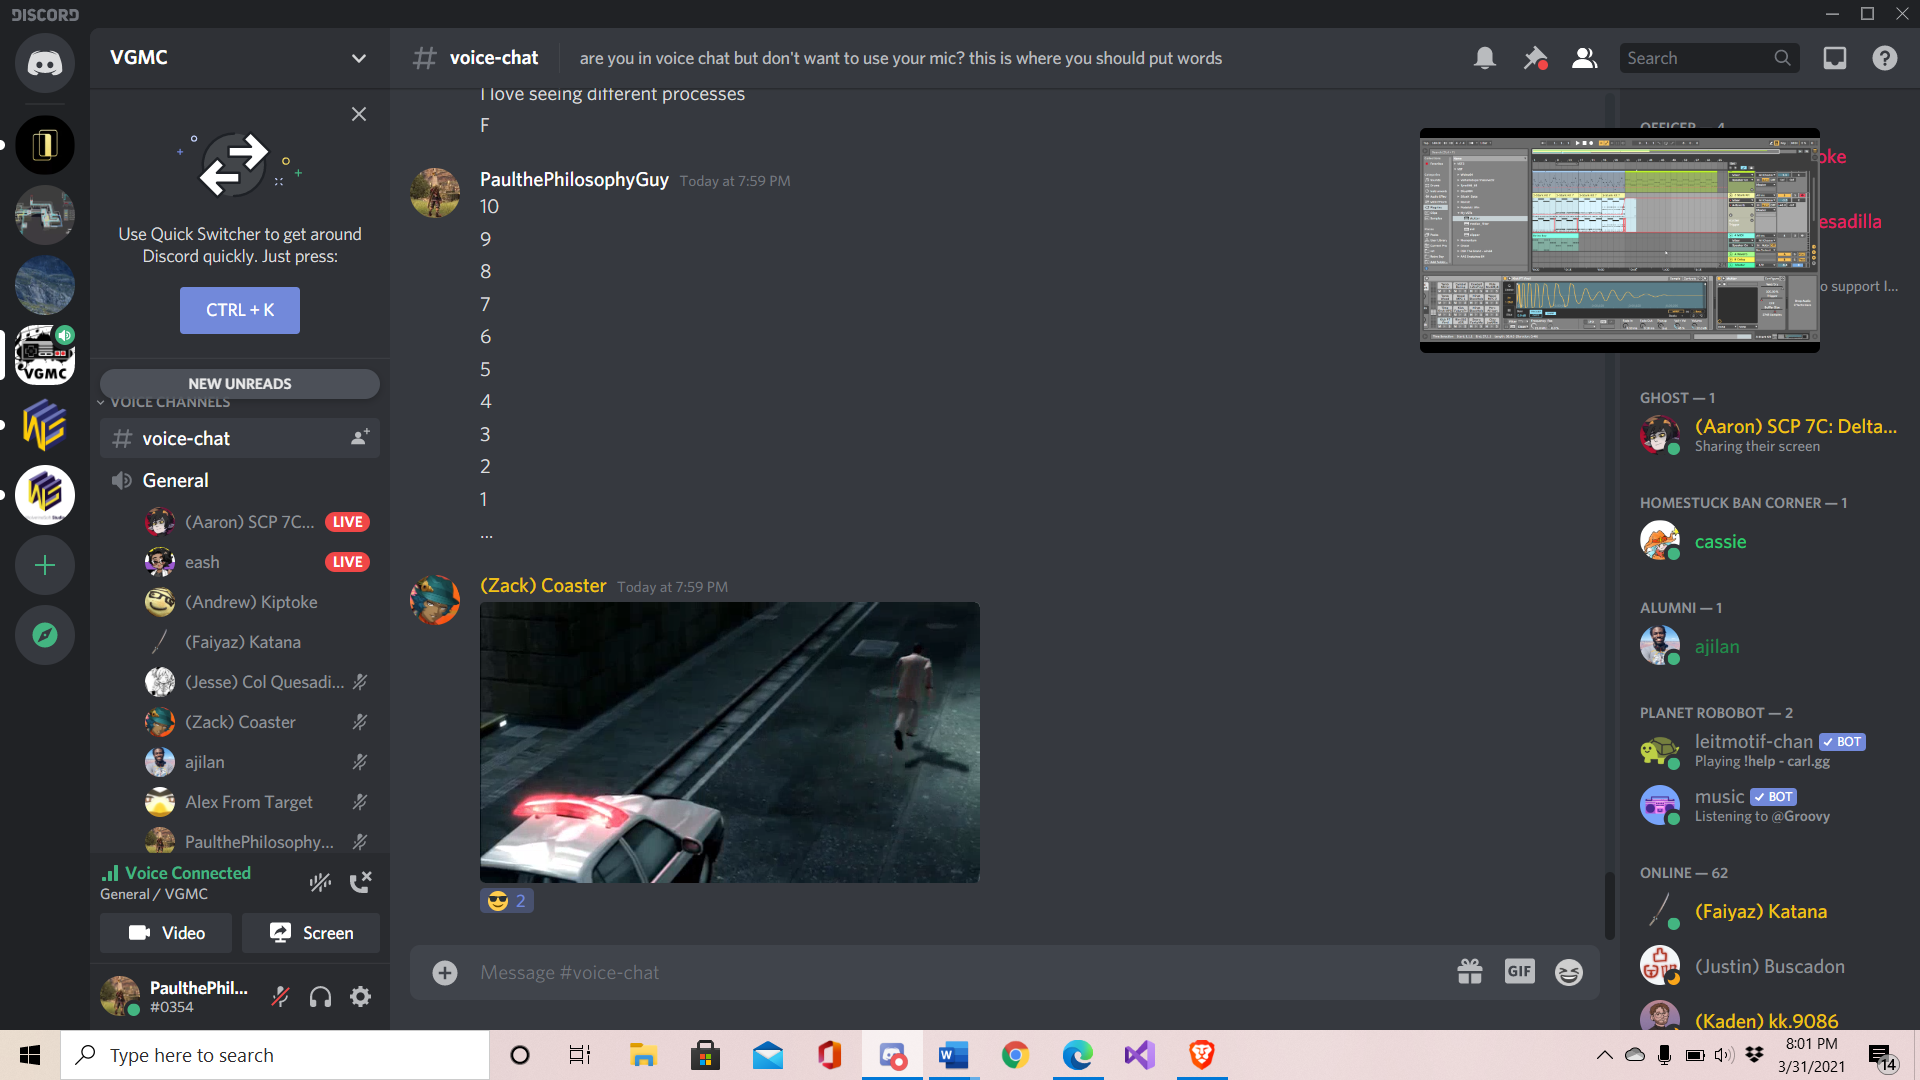 DISCORD
VGMC
voice-chat
are you in voice chat but don't want to use your mic? this is where you should put words
Search
Use Quick Switcher to get around
Discord quickly. Just press:
CTRL + K
NEW UNREADS
VOICE CHANNELS
voice-chat
General
(Aaron) SCP 7C... LIVE
eash LIVE
(Andrew) Kiptoke
(Faiyaz) Katana
(Jesse) Col Quesadi...
(Zack) Coaster
ajilan
Alex From Target
PaulthePhilosophy...
Voice Connected
General / VGMC
Video
Screen
PaulthePhil...
#0354
I love seeing different processes
F
PaulthePhilosophyGuy Today at 7:59 PM
10
9
8
7
6
5
4
3
2
1
...
(Zack) Coaster Today at 7:59 PM
2
Message #voice-chat
GIF
OFFICER — 4
oke
esadilla
o support I...
GHOST — 1
(Aaron) SCP 7C: Delta...
Sharing their screen
HOMESTUCK BAN CORNER — 1
cassie
ALUMNI — 1
ajilan
PLANET ROBOBOT — 2
leitmotif-chan BOT
Playing !help - carl.gg
music BOT
Listening to @Groovy
ONLINE — 62
(Faiyaz) Katana
(Justin) Buscadon
(Kaden) kk.9086
VGMC
Type here to search
8:01 PM
3/31/2021
14